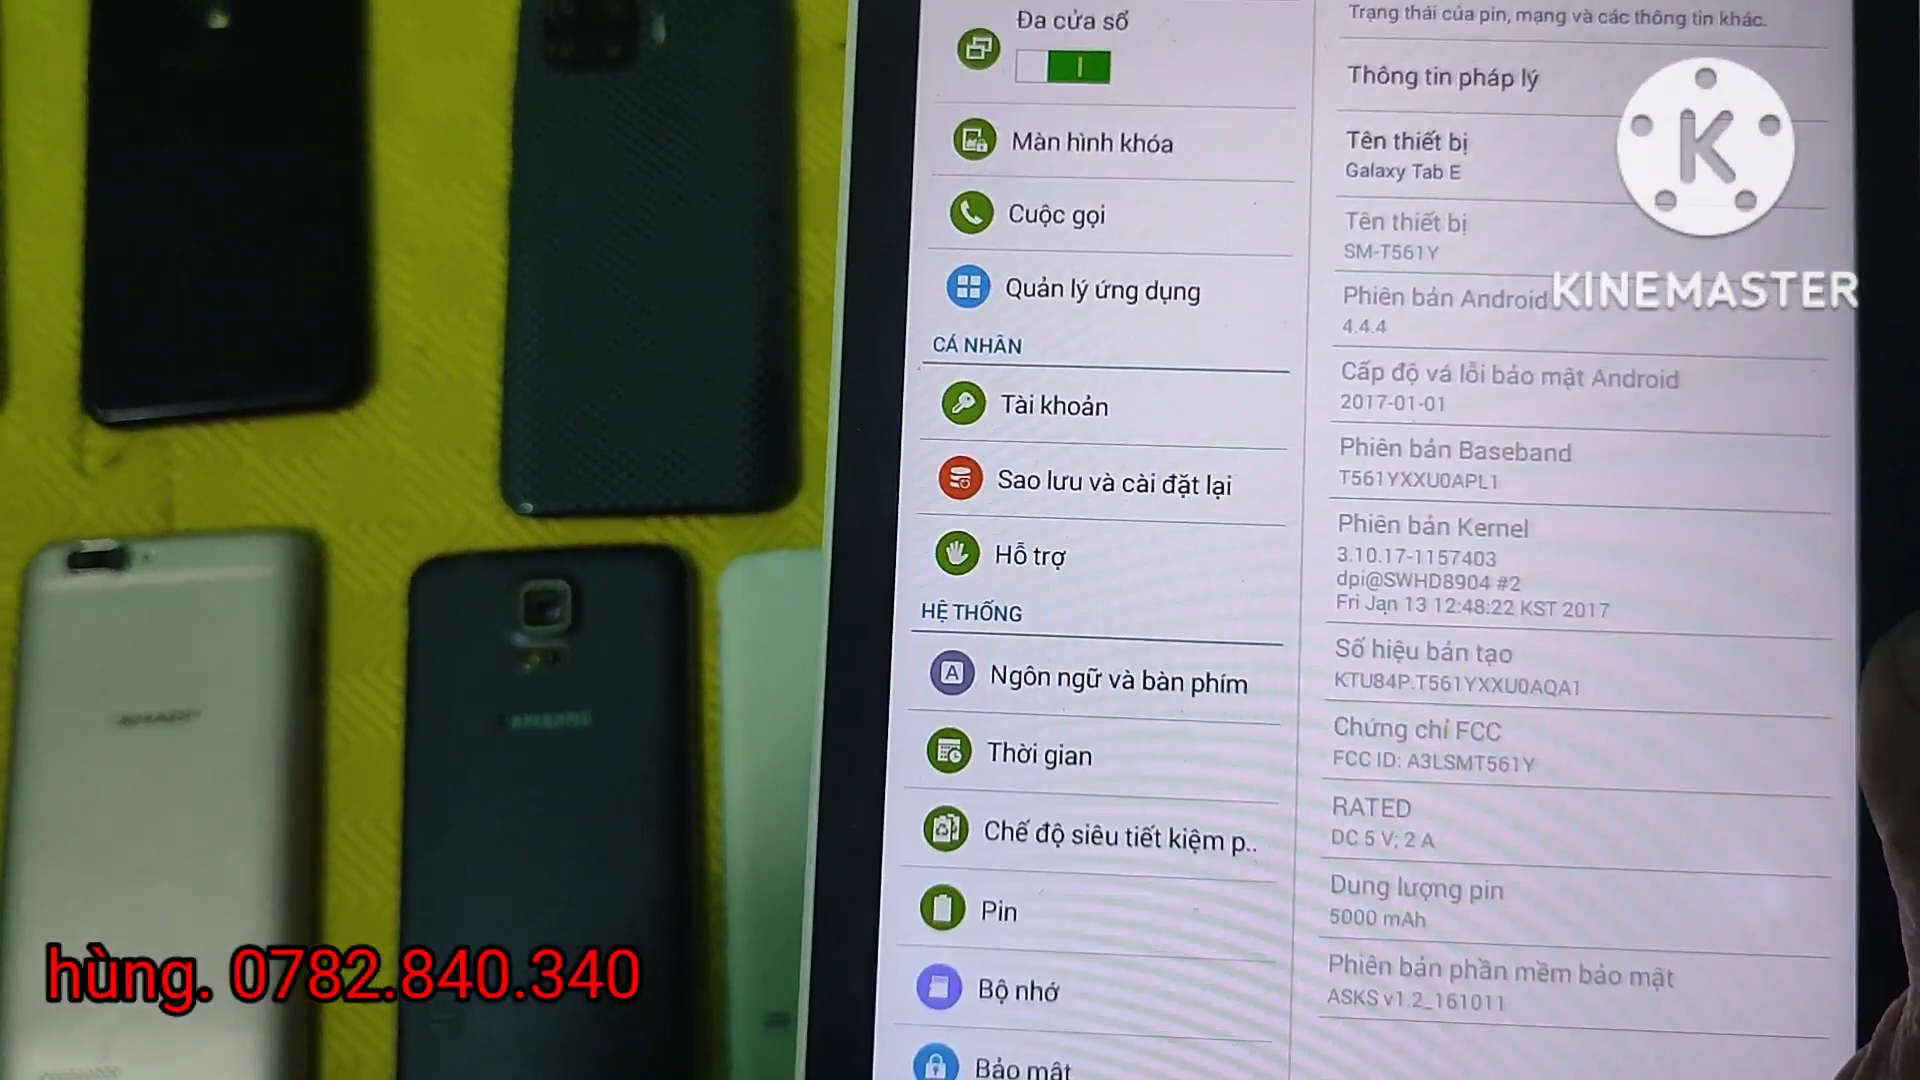 Đa cửa sổ
Màn hình khóa
Cuộc gọi
Quản lý ứng dụng
CÁ NHÂN
Tài khoản
Sao lưu và cài đặt lại
Hỗ trợ
HỆ THỐNG
Ngôn ngữ và bàn phím
Thời gian
Chế độ siêu tiết kiệm p..
Pin
Bộ nhớ
Bảo mật
Trạng thái của pin, mạng và các thông tin khác.
Thông tin pháp lý
Tên thiết bị
Galaxy Tab E
Tên thiết bị
SM-T561Y
Phiên bản Android
4.4.4
Cấp độ vá lỗi bảo mật Android
2017-01-01
Phiên bản Baseband
T561YXXU0APL1
Phiên bản Kernel
3.10.17-1157403
dpi@SWHD8904 #2
Fri Jan 13 12:48:22 KST 2017
Số hiệu bản tạo
KTU84P.T561YXXU0AQA1
Chứng chỉ FCC
FCC ID: A3LSMT561Y
RATED
DC 5 V; 2 A
Dung lượng pin
5000 mAh
Phiên bản phần mềm bảo mật
ASKS v1.2_161011
K
KINEMASTER
SHARP
SAMSUNG
hùng. 0782.840.340